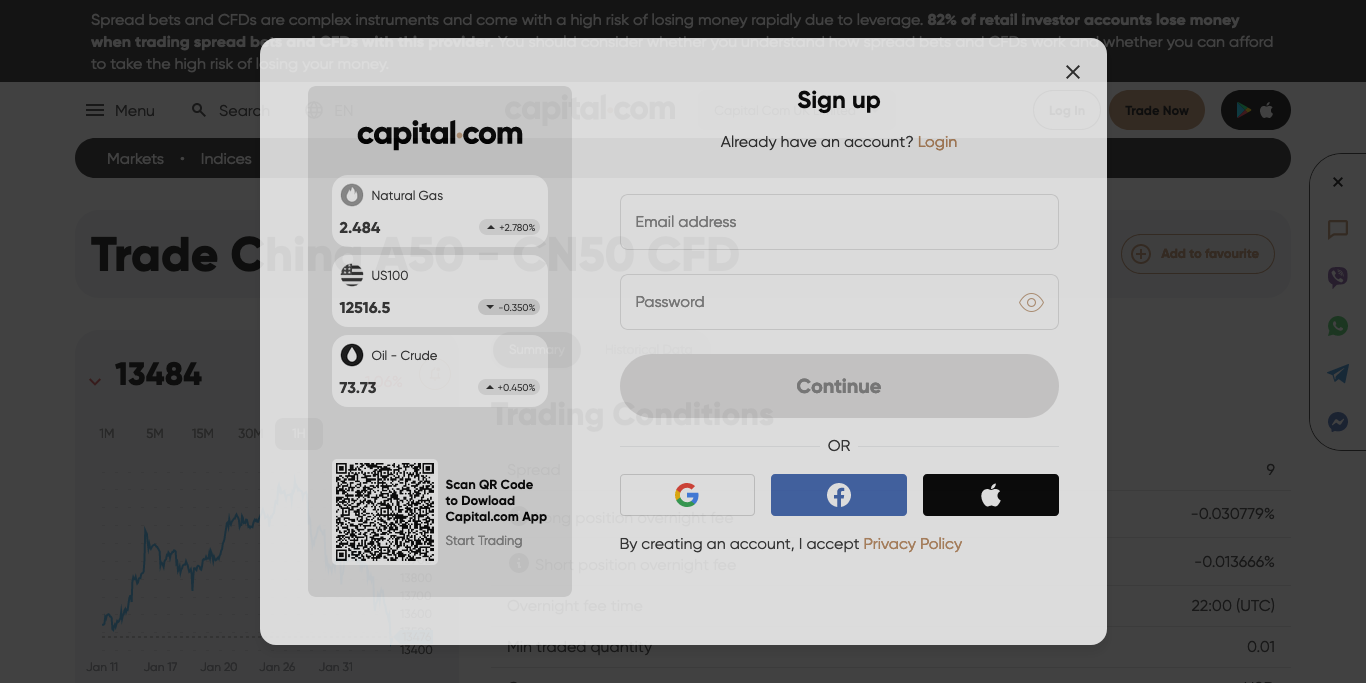 Spread bets and CFDs are complex instruments and come with a high risk of losing money rapidly due to leverage. 82% of retail investor accounts lose money
when trading spread bets and CFDs with this provider. You should consider whether you understand how spread bets and CFDs work and whether you can afford
to take the high risk of losing your money.
Menu
Search
EN
capital.com
Log In
Trade Now
Markets • Indices
Trade China A50 - CN50 CFD
Add to favourite
13484
1M 5M 15M 30M 1H
Summary
Historical Data
Trading Conditions
Spread 9
Long position overnight fee -0.030779%
Short position overnight fee -0.013666%
Overnight fee time 22:00 (UTC)
Min traded quantity 0.01
13400
Jan 11 Jan 17 Jan 20 Jan 26 Jan 31
capital.com
Natural Gas
2.484 +2.780%
US100
12516.5 -0.350%
Oil - Crude
73.73 +0.450%
Scan QR Code
to Dowload
Capital.com App
Start Trading
Sign up
Already have an account? Login
Email address
Password
Continue
OR
By creating an account, I accept Privacy Policy